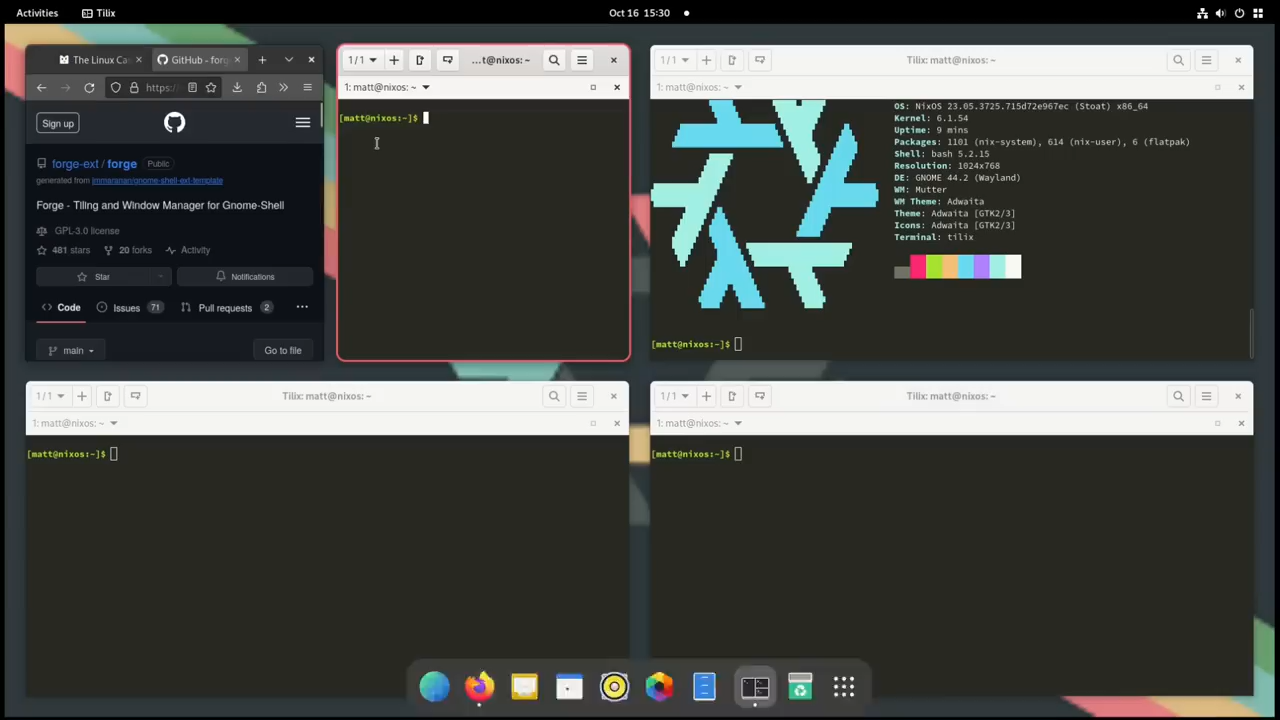 Activities
Tilix
Oct 16 15:30
The Linux Ca
GitHub - forg
https:
Sign up
forge-ext / forge
Public
generated from jmmaranan/gnome-shell-ext-template
Forge - Tiling and Window Manager for Gnome-Shell
GPL-3.0 license
481 stars
20 forks
Activity
Star
Notifications
Code
Issues 71
Pull requests 2
main
Go to file
1/1
...t@nixos: ~
1: matt@nixos: ~
[matt@nixos:~]$
1/1
Tilix: matt@nixos: ~
1: matt@nixos: ~
OS: NixOS 23.05.3725.715d72e967ec (Stoat) x86_64
Kernel: 6.1.54
Uptime: 9 mins
Packages: 1101 (nix-system), 614 (nix-user), 6 (flatpak)
Shell: bash 5.2.15
Resolution: 1024x768
DE: GNOME 44.2 (Wayland)
WM: Mutter
WM Theme: Adwaita
Theme: Adwaita [GTK2/3]
Icons: Adwaita [GTK2/3]
Terminal: tilix
[matt@nixos:~]$
1/1
Tilix: matt@nixos: ~
1: matt@nixos: ~
[matt@nixos:~]$
1/1
Tilix: matt@nixos: ~
1: matt@nixos: ~
[matt@nixos:~]$